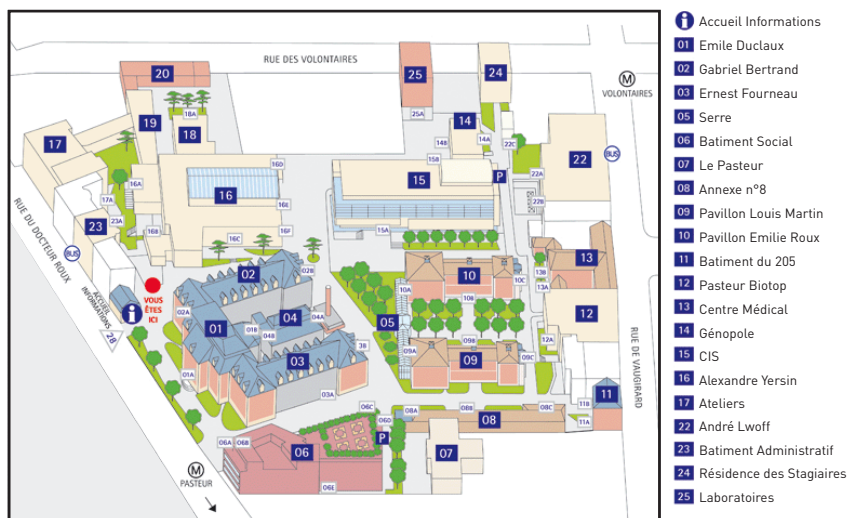 RUE DES VOLONTAIRES
20
25
24
M
VOLONTAIRES
25A
18A
19
18
14
14B
14A
22C
17
22
BUS
16D
15B
P
16A
16
15
22A
17A
16E
22B
23A
23
16B
16C
16F
15A
RUE DU DOCTEUR ROUX
BUS
02
02B
10
13
10A
10C
13B
13A
10B
ACCUEIL
INFORMATIONS
28
i
VOUS
ÊTES
ICI
02A
01
01B
04
04A
04B
05
12
09B
12A
03
3B
09A
09
09C
RUE DE VAUGIRARD
01A
03A
11
11B
11A
06C
08A
08B
08C
08
06D
P
06A
06B
06
07
06E
M
PASTEUR
i Accueil Informations
01 Emile Duclaux
02 Gabriel Bertrand
03 Ernest Fourneau
05 Serre
06 Batiment Social
07 Le Pasteur
08 Annexe n°8
09 Pavillon Louis Martin
10 Pavillon Emilie Roux
11 Batiment du 205
12 Pasteur Biotop
13 Centre Médical
14 Génopole
15 CIS
16 Alexandre Yersin
17 Ateliers
22 André Lwoff
23 Batiment Administratif
24 Résidence des Stagiaires
25 Laboratoires